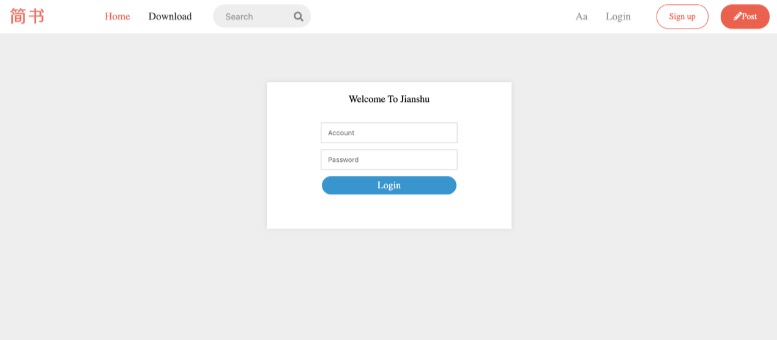 简书 Home Download Search Aa Login Sign up Post
Welcome To Jianshu
Account
Password
Login